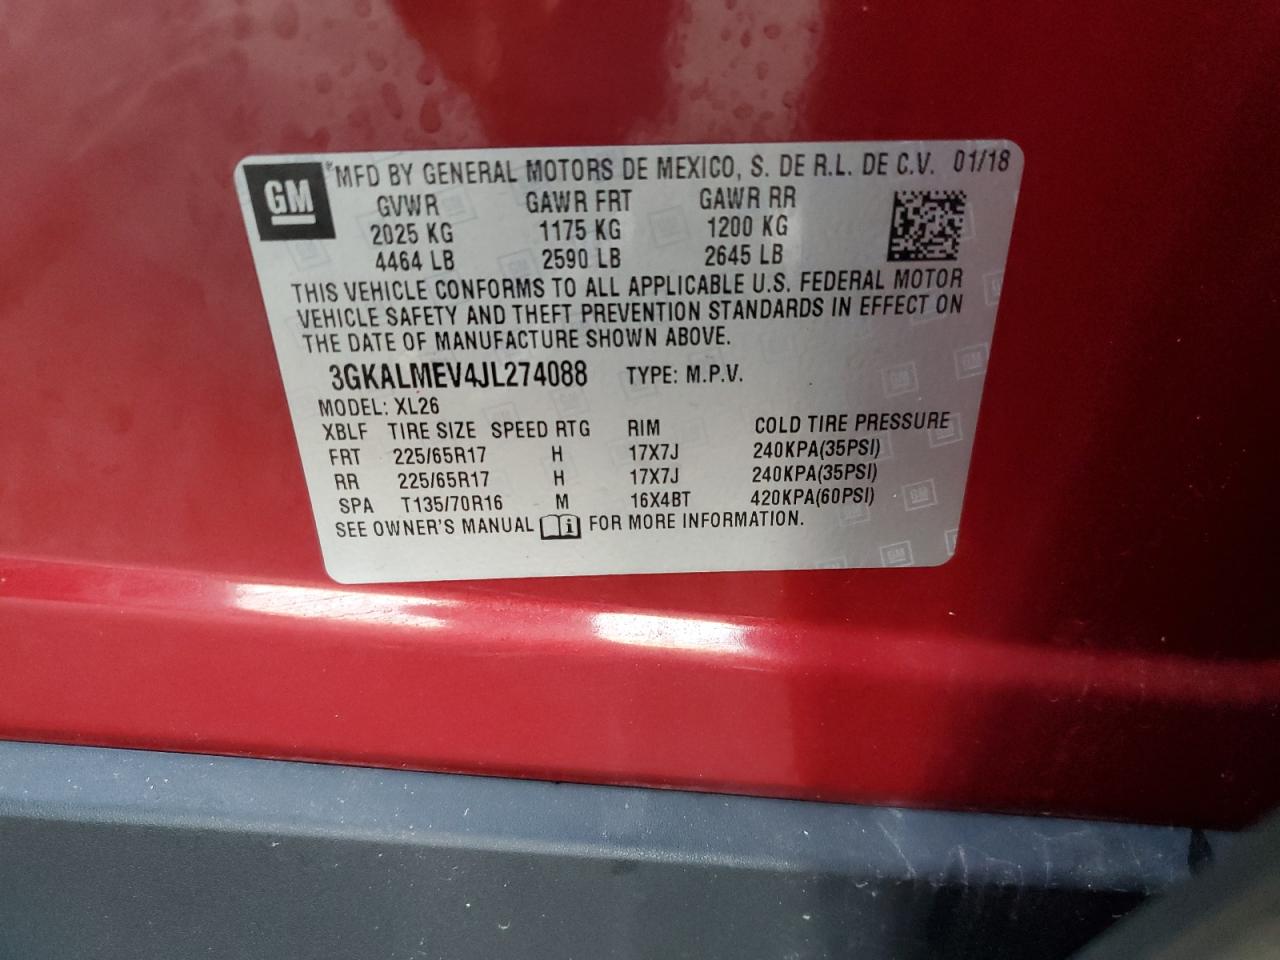 GM *MFD BY GENERAL MOTORS DE MEXICO, S. DE R.L. DE C.V. 01/18
GVWR GAWR FRT GAWR RR
2025 KG 1175 KG 1200 KG
4464 LB 2590 LB 2645 LB
THIS VEHICLE CONFORMS TO ALL APPLICABLE U.S. FEDERAL MOTOR
VEHICLE SAFETY AND THEFT PREVENTION STANDARDS IN EFFECT ON
THE DATE OF MANUFACTURE SHOWN ABOVE.
3GKALMEV4JL274088 TYPE: M.P.V.
MODEL: XL26
XBLF TIRE SIZE SPEED RTG RIM COLD TIRE PRESSURE
FRT 225/65R17 H 17X7J 240KPA(35PSI)
RR 225/65R17 H 17X7J 240KPA(35PSI)
SPA T135/70R16 M 16X4BT 420KPA(60PSI)
SEE OWNER'S MANUAL FOR MORE INFORMATION.